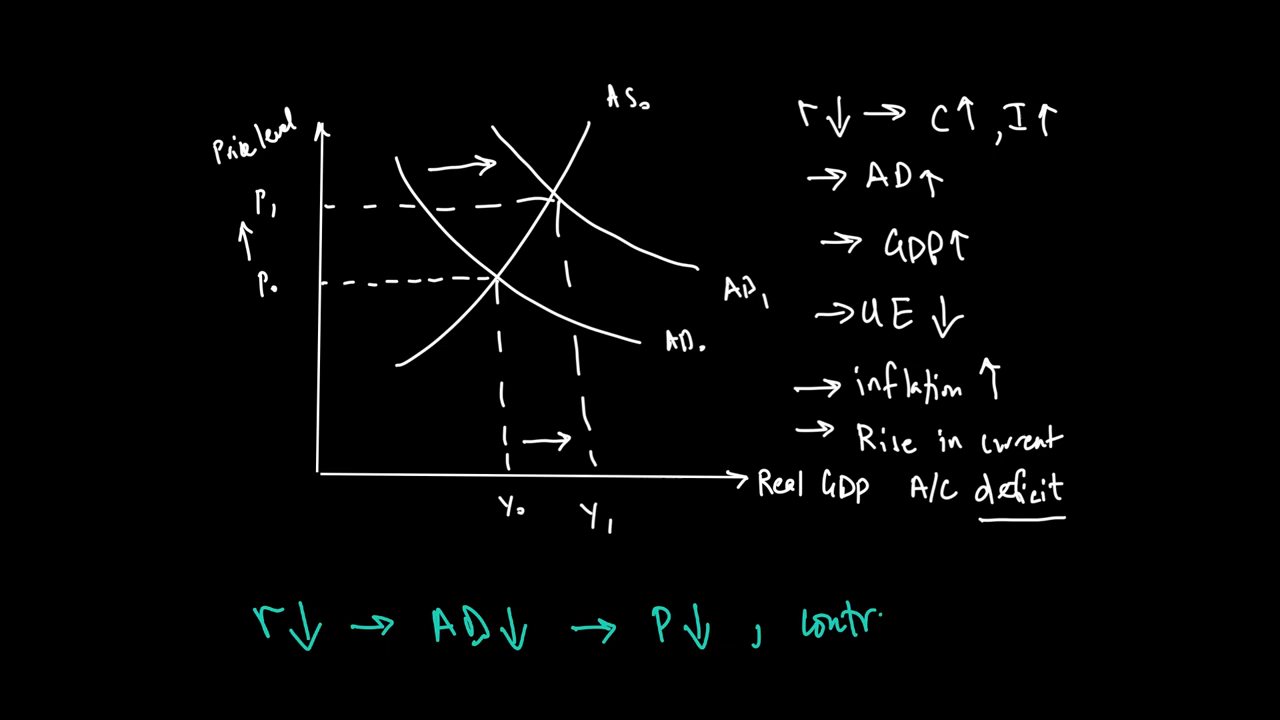 AS₀
Price level
P₁
↑
P₀
AD₁
AD₀
Y₀ → Y₁
Real GDP
r↓ → C↑, I↑
→ AD↑
→ GDP↑
→ UE↓
→ inflation ↑
→ Rise in current
A/C deficit
r↓ → AD↓ → P↓ , contr